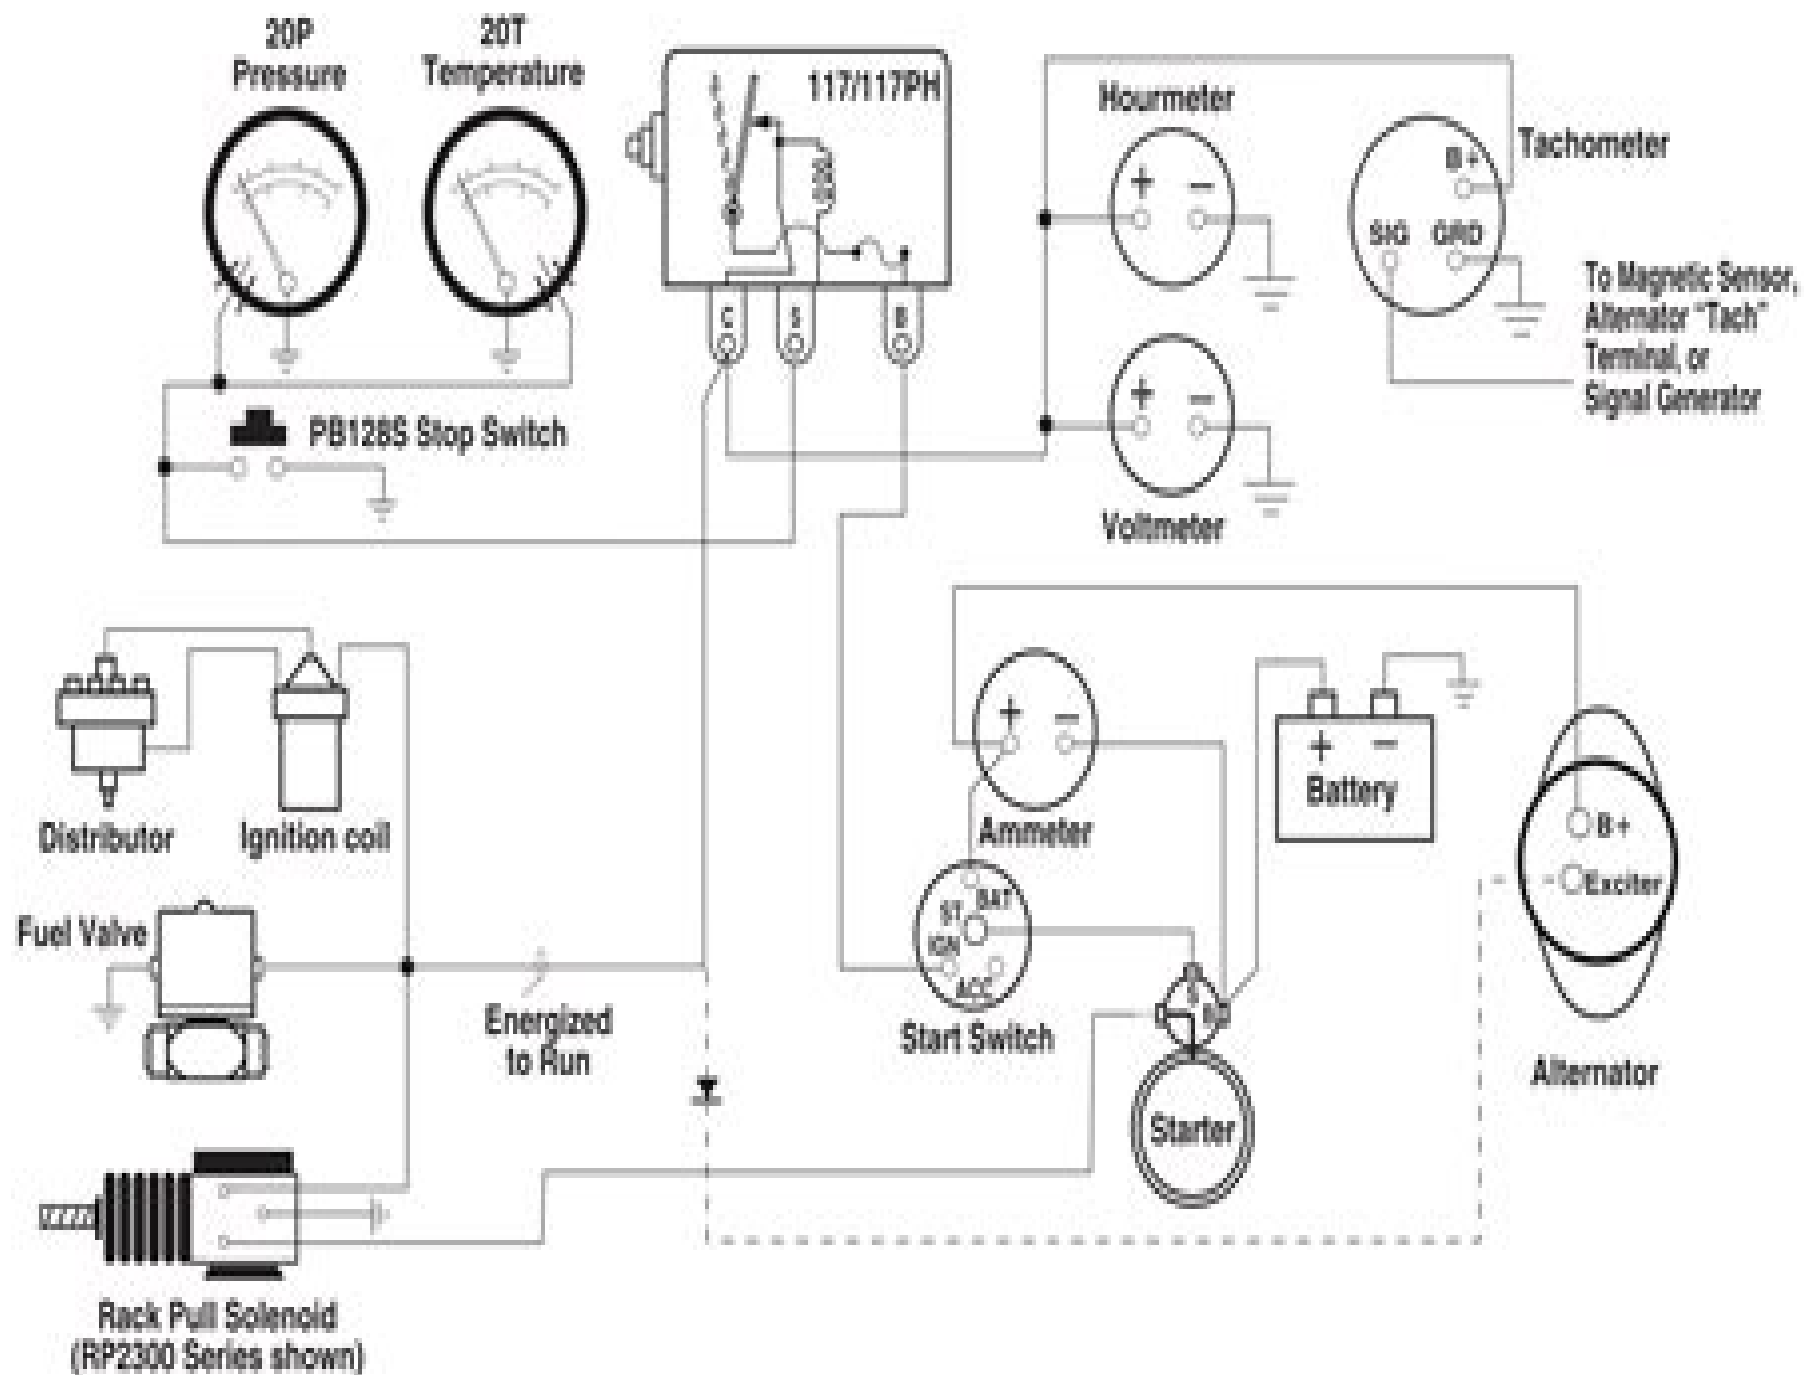 20P
Pressure
20T
Temperature
117/117PH
C
S
B
Hourmeter
+ −
Tachometer
B+
SIG GRD
To Magnetic Sensor,
Alternator "Tach"
Terminal, or
Signal Generator
PB128S Stop Switch
+ −
Voltmeter
Distributor
Ignition coil
+ −
Ammeter
+ −
Battery
B+
Exciter
Alternator
Fuel Valve
Energized
to Run
BAT
ST
IGN
ACC
Start Switch
S
B
Starter
Rack Pull Solenoid
(RP2300 Series shown)